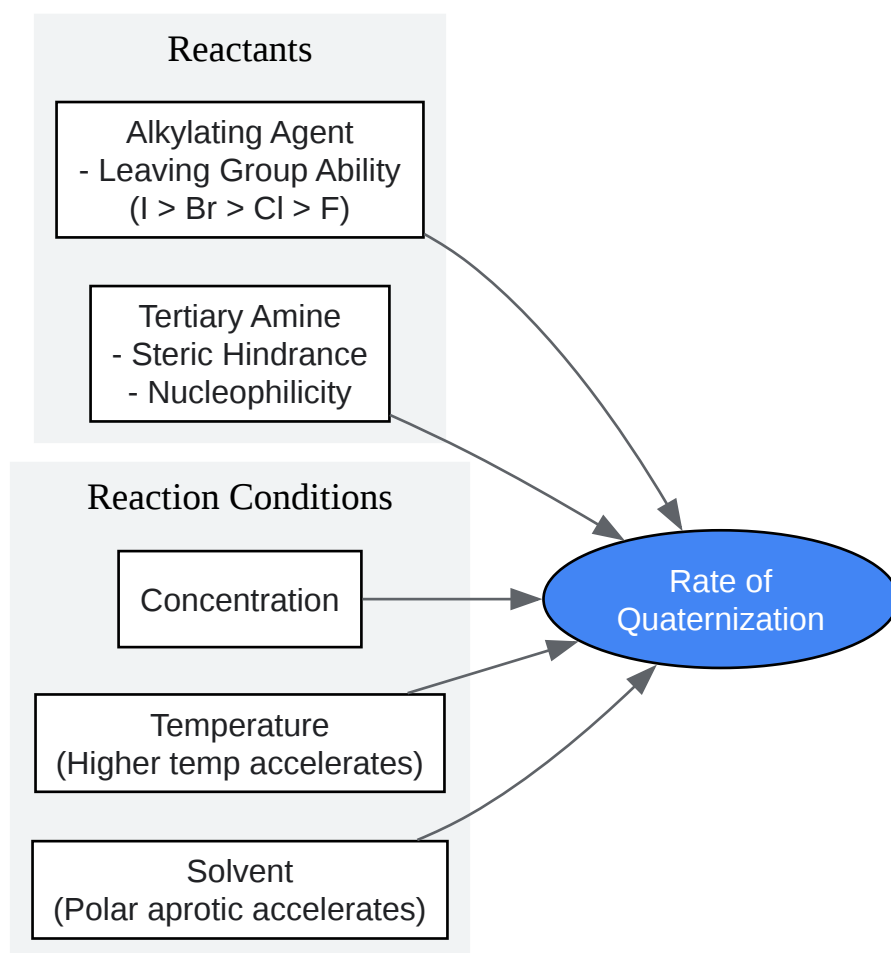 Reactants
Alkylating Agent
- Leaving Group Ability
(I > Br > Cl > F)
Tertiary Amine
- Steric Hindrance
- Nucleophilicity
Reaction Conditions
Concentration
Temperature
(Higher temp accelerates)
Solvent
(Polar aprotic accelerates)
Rate of
Quaternization